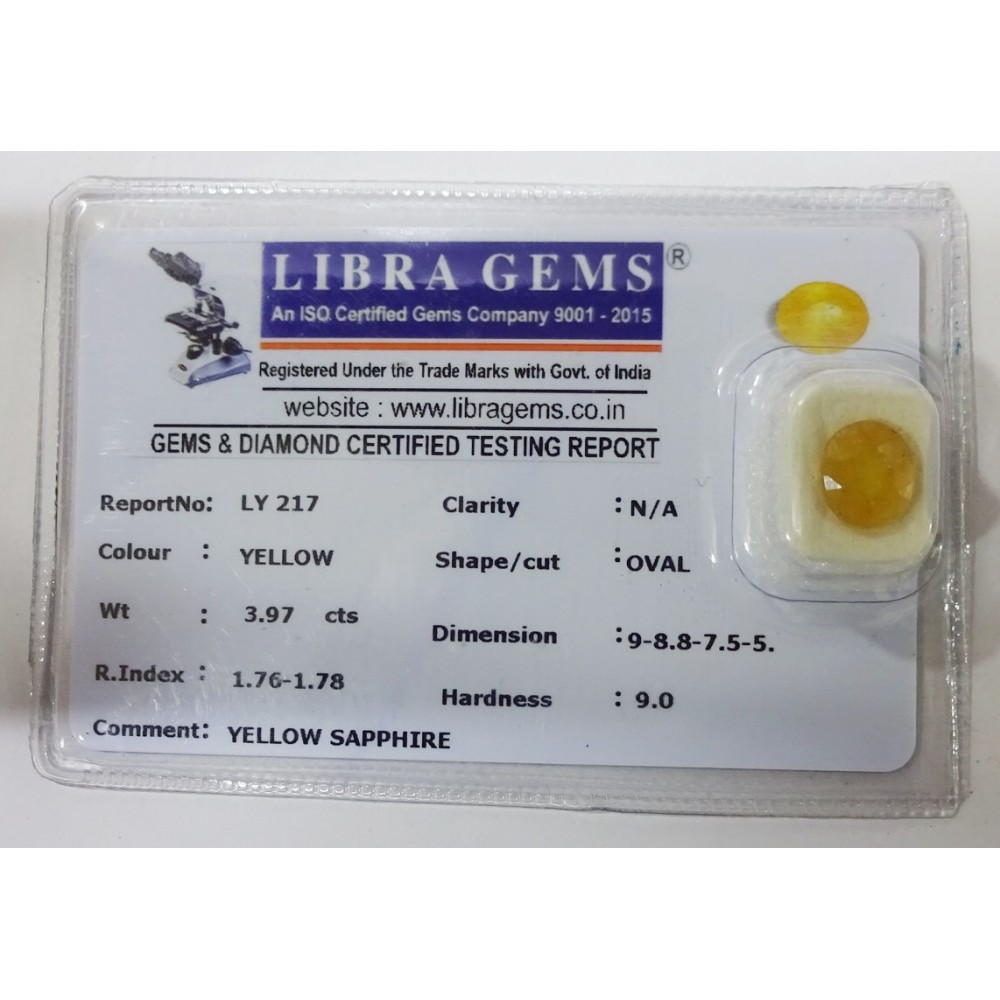 LIBRA GEMS ®
An ISO Certified Gems Company 9001 - 2015
Registered Under the Trade Marks with Govt. of India
website : www.libragems.co.in
GEMS & DIAMOND CERTIFIED TESTING REPORT
ReportNo: LY 217
Clarity : N/A
Colour : YELLOW
Shape/cut : OVAL
Wt : 3.97 cts
Dimension : 9-8.8-7.5-5.
R.Index : 1.76-1.78
Hardness : 9.0
Comment: YELLOW SAPPHIRE